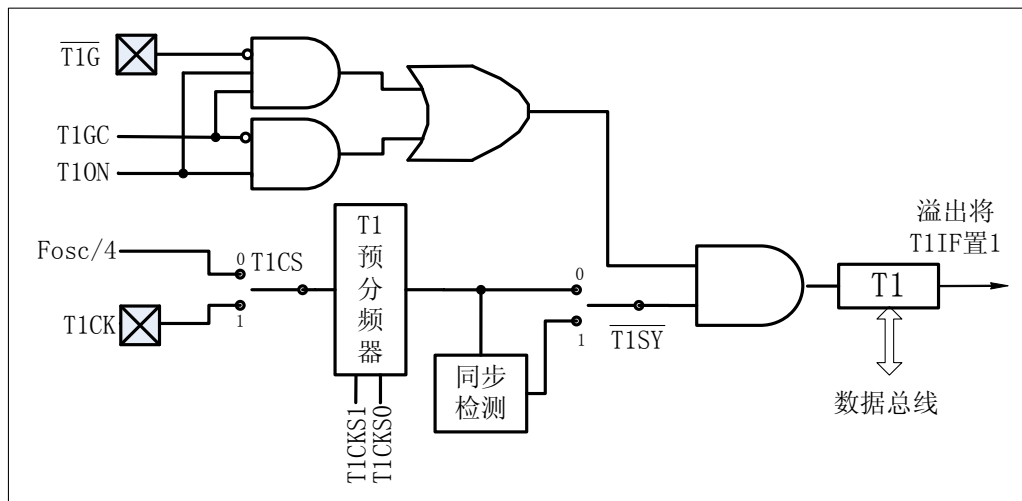 T1G
T1GC
T1ON
Fosc/4
0
T1CS
1
T1CK
T1
预
分
频
器
T1CKS1
T1CKS0
同步
检测
0
1
T1SY
溢出将
T1IF置1
T1
数据总线